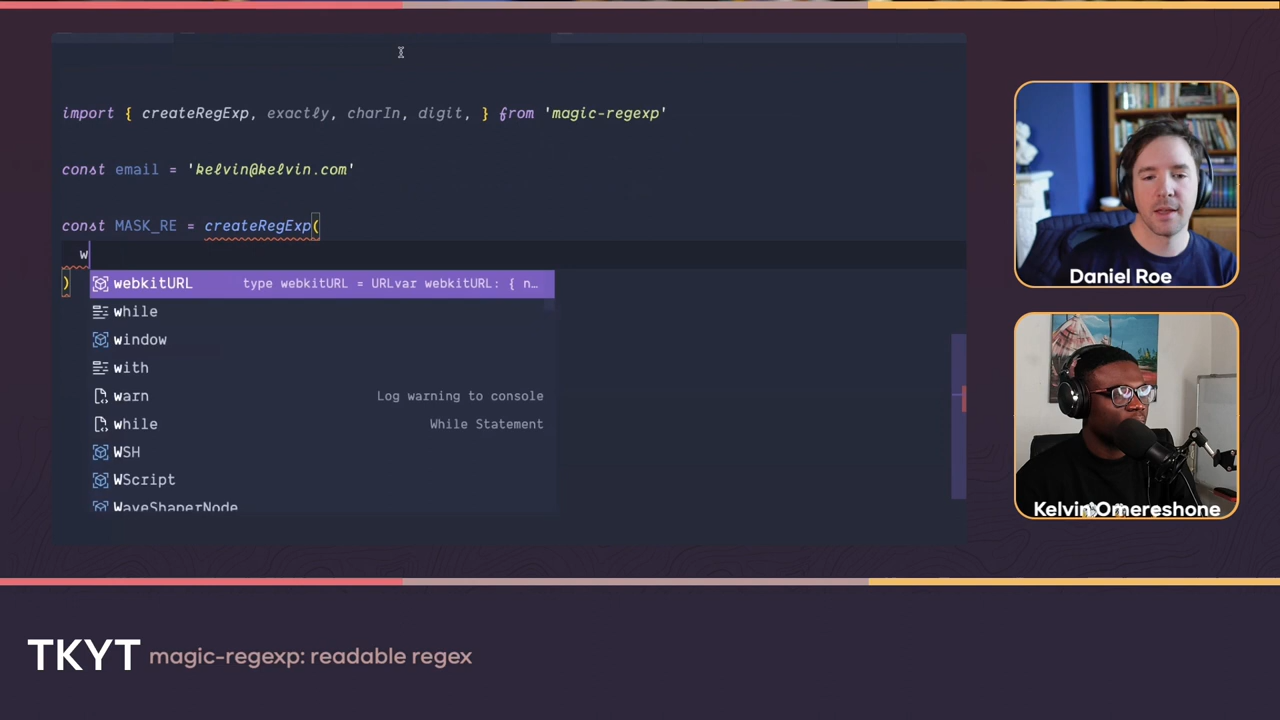 import { createRegExp, exactly, charIn, digit, } from 'magic-regexp'
const email = 'kelvin@kelvin.com'
const MASK_RE = createRegExp(
w
)
webkitURL type webkitURL = URLvar webkitURL: { n…
while
window
with
warn Log warning to console
while While Statement
WSH
WScript
WaveShaperNode
Daniel Roe
Kelvin Omereshone
TKYT magic-regexp: readable regex